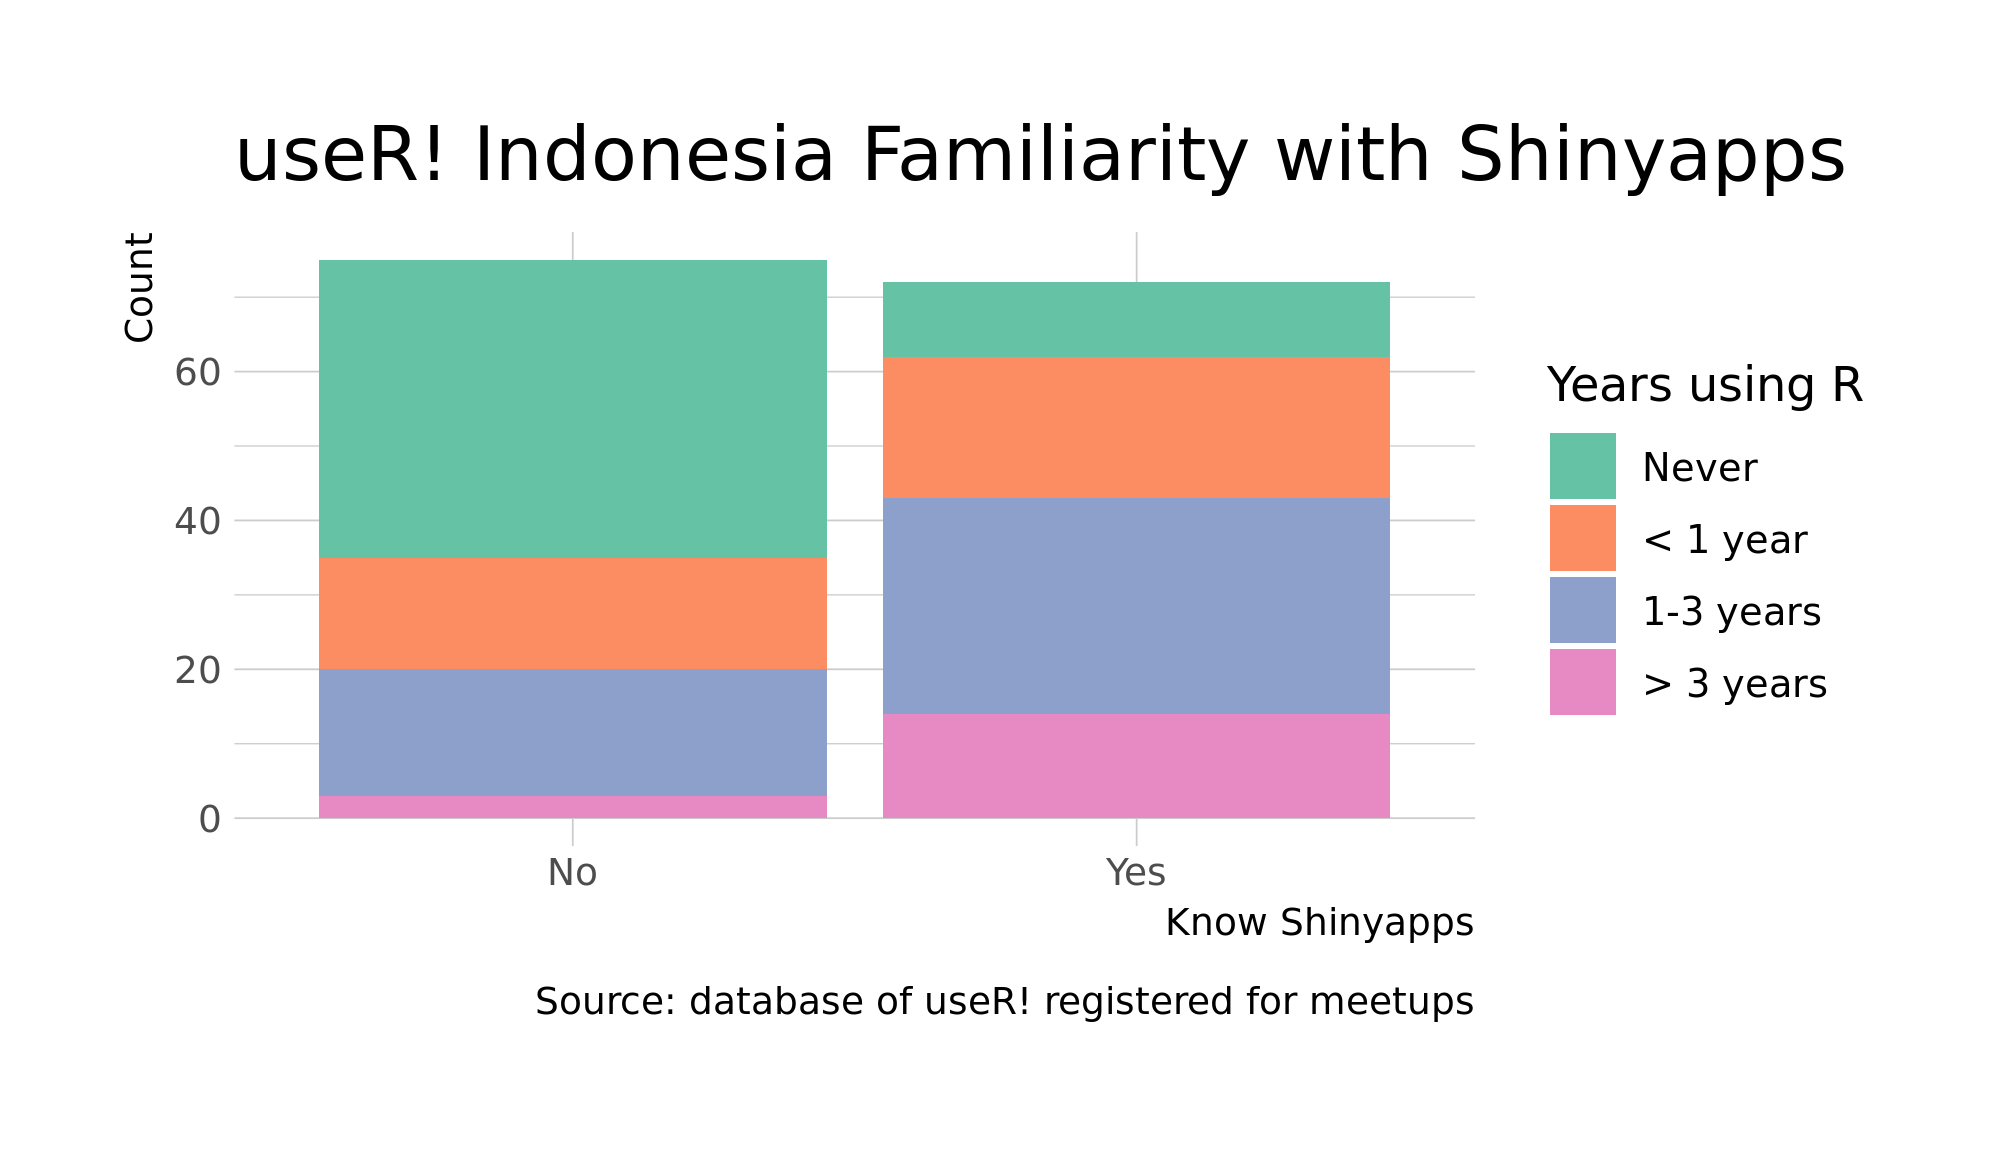 useR! Indonesia Familiarity with Shinyapps
Count
60
40
20
0
No
Yes
Know Shinyapps
Source: database of useR! registered for meetups
Years using R
Never
< 1 year
1-3 years
> 3 years